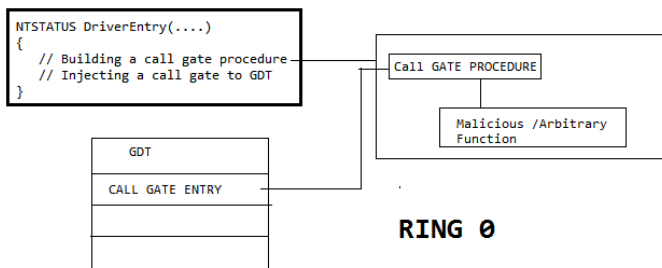 NTSTATUS DriverEntry(....)
{
// Building a call gate procedure
// Injecting a call gate to GDT
}
Call GATE PROCEDURE
Malicious /Arbitrary
Function
GDT
CALL GATE ENTRY
RING 0